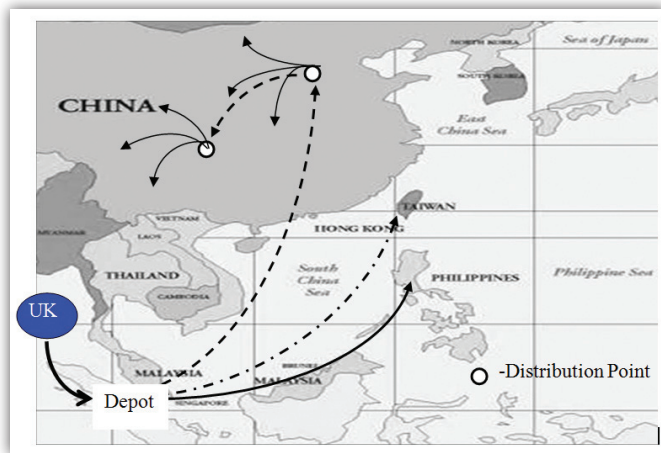 NORTH KOREA
Sea of Japan
SOUTH KOREA
CHINA
East
China Sea
TAIWAN
HONG KONG
VIETNAM
MYANMAR
LAOS
THAILAND
CAMBODIA
South
China
Sea
PHILIPPINES
Philippine Sea
UK
MALAYSIA
BRUNEI
MALAYSIA
Depot
SINGAPORE
-Distribution Point